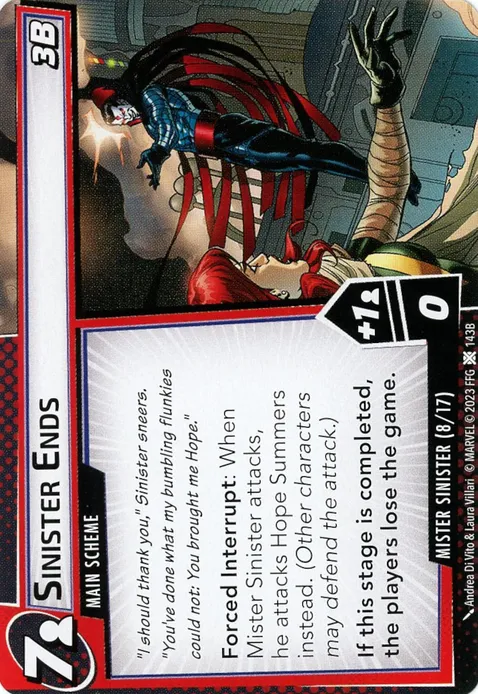 7
SINISTER ENDS
3B
MAIN SCHEME
"I should thank you," Sinister sneers.
"You've done what my bumbling flunkies
could not: You brought me Hope."
Forced Interrupt: When
Mister Sinister attacks,
he attacks Hope Summers
instead. (Other characters
may defend the attack.)
If this stage is completed,
the players lose the game.
+1
0
MISTER SINISTER (8/17)
Andrea Di Vito & Laura Villari © MARVEL © 2023 FFG 143B